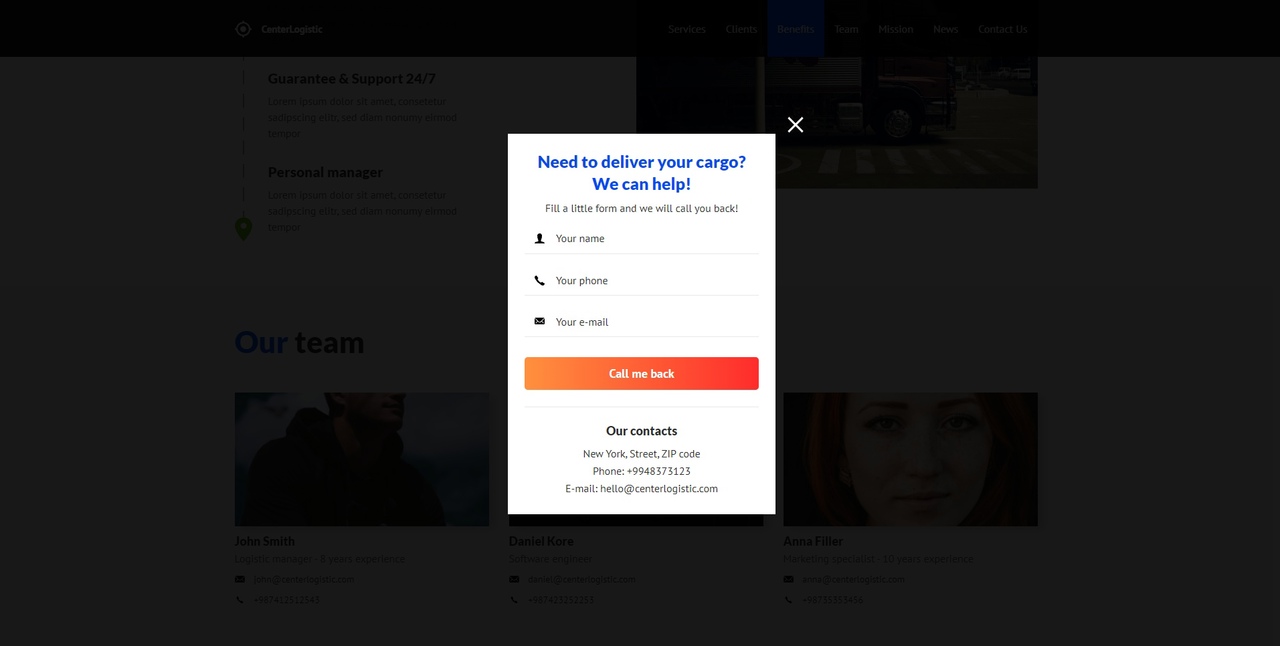 CenterLogistic
Services Clients Benefits Team Mission News Contact Us
Guarantee & Support 24/7
Lorem ipsum dolor sit amet, consetetur
sadipscing elitr, sed diam nonumy eirmod
tempor
Personal manager
Lorem ipsum dolor sit amet, consetetur
sadipscing elitr, sed diam nonumy eirmod
tempor
Need to deliver your cargo?
We can help!
Fill a little form and we will call you back!
Your name
Your phone
Your e-mail
Call me back
Our contacts
New York, Street, ZIP code
Phone: +9948373123
E-mail: hello@centerlogistic.com
Our team
John Smith
Logistic manager - 8 years experience
john@centerlogistic.com
+987412512543
Daniel Kore
Software engineer
daniel@centerlogistic.com
+987425252253
Anna Filler
Marketing specialist - 10 years experience
anna@centerlogistic.com
+98735355456